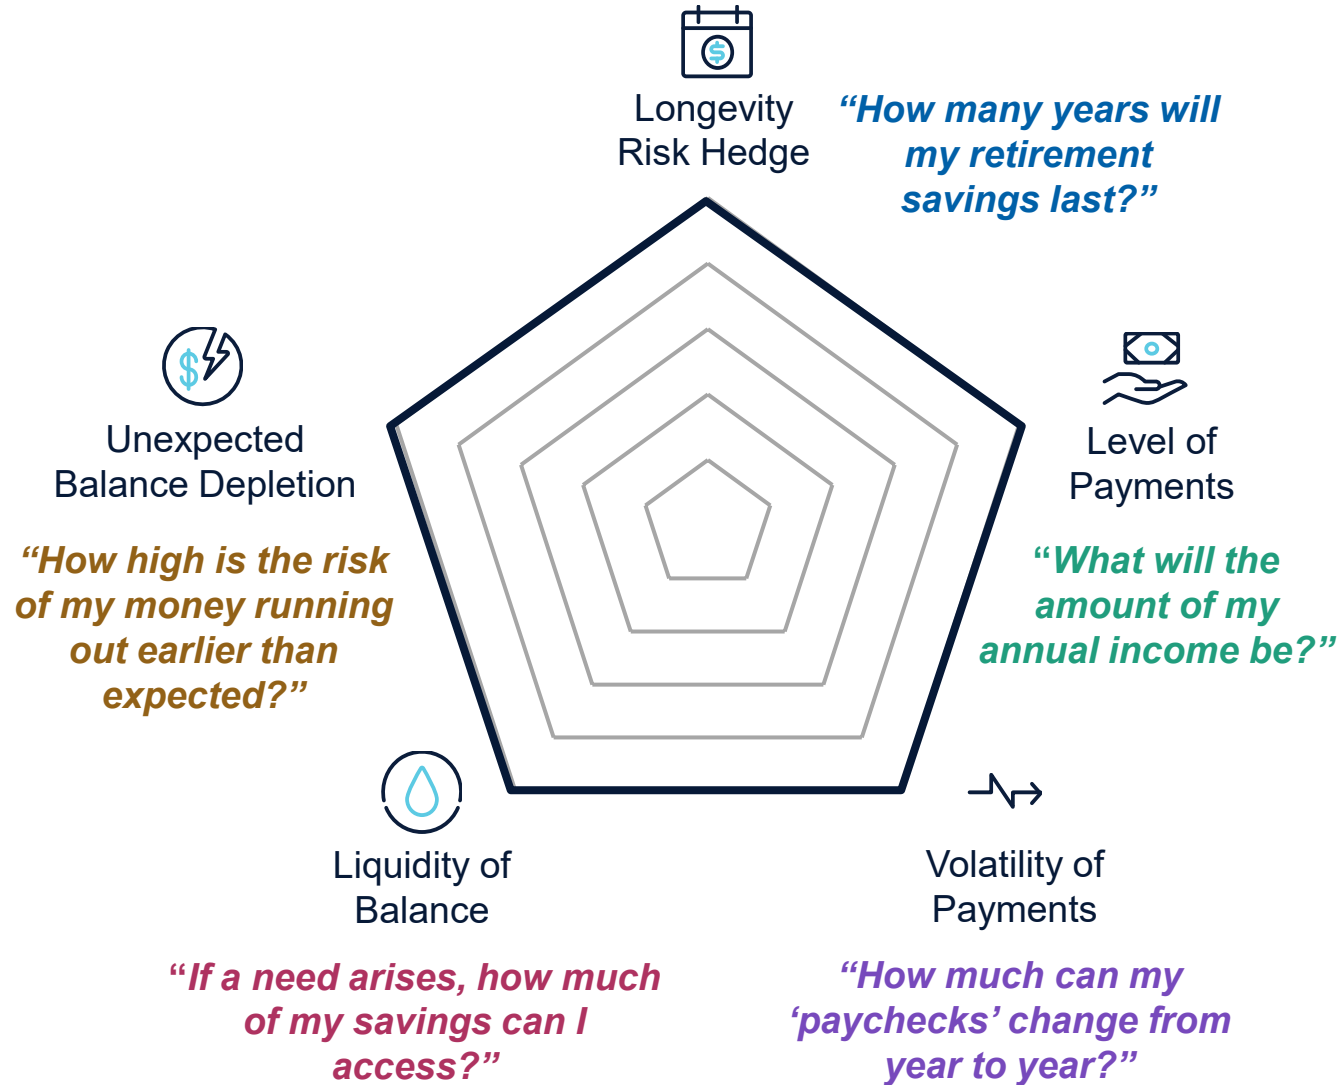 Longevity
Risk Hedge
“How many years will
my retirement
savings last?”
Unexpected
Balance Depletion
“How high is the risk
of my money running
out earlier than
expected?”
Level of
Payments
“What will the
amount of my
annual income be?”
Liquidity of
Balance
“If a need arises, how much
of my savings can I
access?”
Volatility of
Payments
“How much can my
‘paychecks’ change from
year to year?”